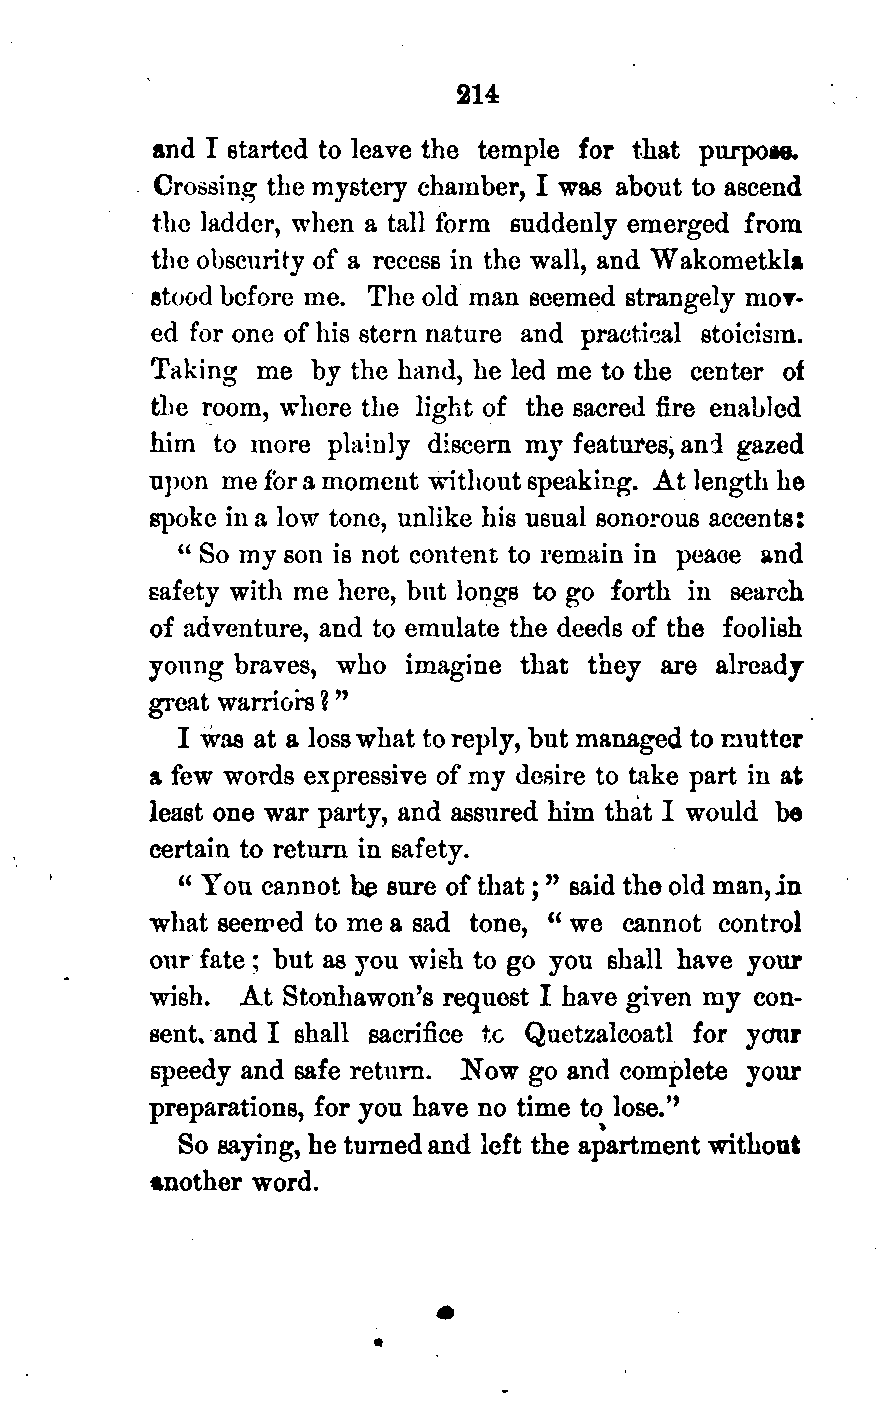 214
and I started to leave the temple for that purpose.
Crossing the mystery chamber, I was about to ascend
the ladder, when a tall form suddenly emerged from
the obscurity of a recess in the wall, and Wakometkla
stood before me. The old man seemed strangely mov-
ed for one of his stern nature and practical stoicism.
Taking me by the hand, he led me to the center of
the room, where the light of the sacred fire enabled
him to more plainly discern my features, and gazed
upon me for a moment without speaking. At length he
spoke in a low tone, unlike his usual sonorous accents:
“ So my son is not content to remain in peace and
safety with me here, but longs to go forth in search
of adventure, and to emulate the deeds of the foolish
young braves, who imagine that they are already
great warriors ? ”
I was at a loss what to reply, but managed to mutter
a few words expressive of my desire to take part in at
least one war party, and assured him that I would be
certain to return in safety.
“ You cannot be sure of that ; ” said the old man, in
what seemed to me a sad tone, “ we cannot control
our fate ; but as you wish to go you shall have your
wish. At Stonhawon’s request I have given my con-
sent, and I shall sacrifice to Quetzalcoatl for your
speedy and safe return. Now go and complete your
preparations, for you have no time to lose.”
So saying, he turned and left the apartment without
another word.